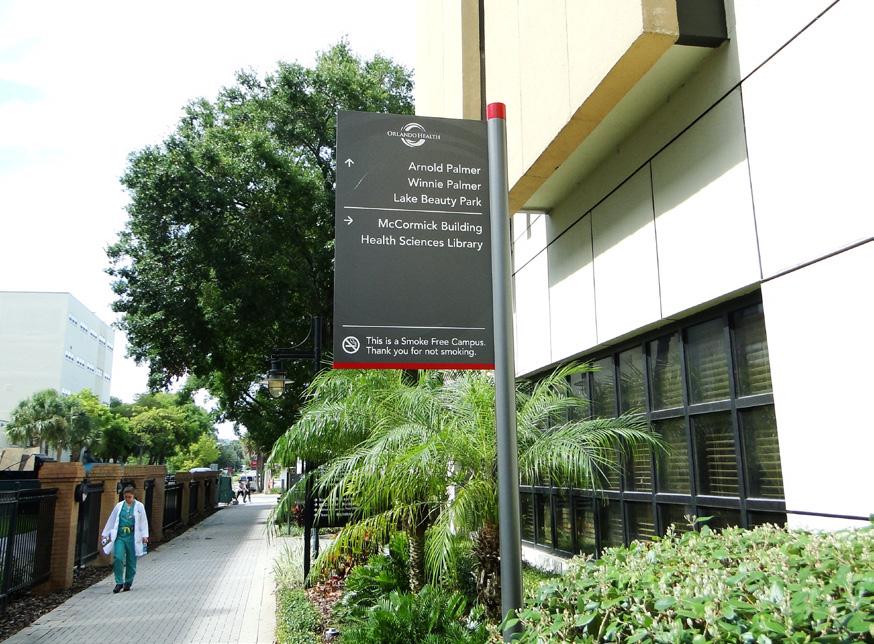 ORLANDO HEALTH
↑ Arnold Palmer
Winnie Palmer
Lake Beauty Park
→ McCormick Building
Health Sciences Library
This is a Smoke Free Campus.
Thank you for not smoking.